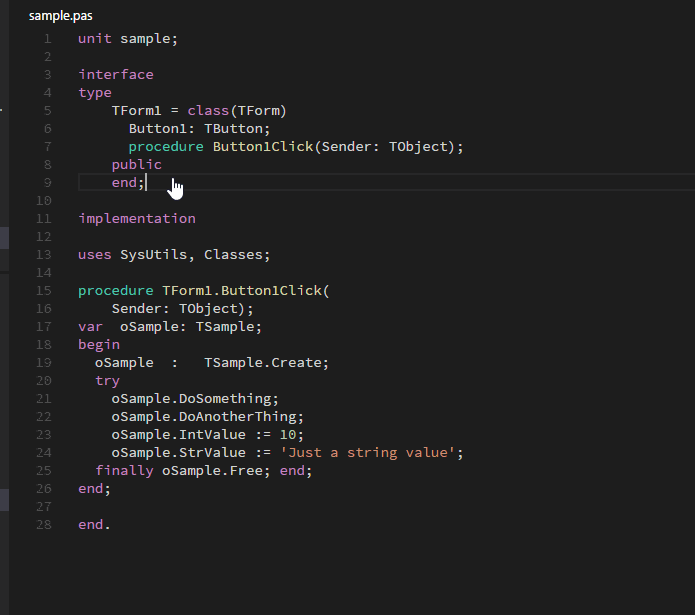 sample.pas
1 unit sample;
2
3 interface
4 type
5     TForm1 = class(TForm)
6       Button1: TButton;
7       procedure Button1Click(Sender: TObject);
8     public
9     end;
10
11 implementation
12
13 uses SysUtils, Classes;
14
15 procedure TForm1.Button1Click(
16     Sender: TObject);
17 var  oSample: TSample;
18 begin
19   oSample  :   TSample.Create;
20   try
21     oSample.DoSomething;
22     oSample.DoAnotherThing;
23     oSample.IntValue := 10;
24     oSample.StrValue := 'Just a string value';
25   finally oSample.Free; end;
26 end;
27
28 end.